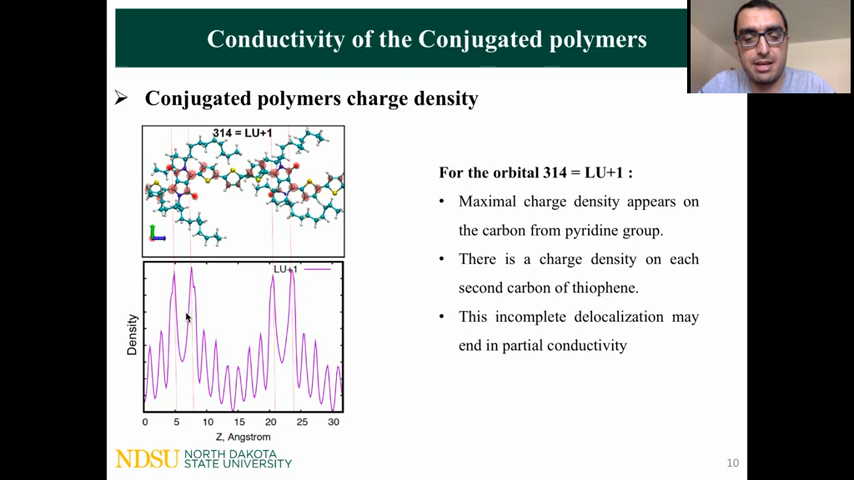 Conductivity of the Conjugated polymers
➢ Conjugated polymers charge density
314 = LU+1
LU+1
Density
0 5 10 15 20 25 30
Z, Angstrom
For the orbital 314 = LU+1 :
• Maximal charge density appears on
the carbon from pyridine group.
• There is a charge density on each
second carbon of thiophene.
• This incomplete delocalization may
end in partial conductivity
NDSU NORTH DAKOTA
STATE UNIVERSITY
10